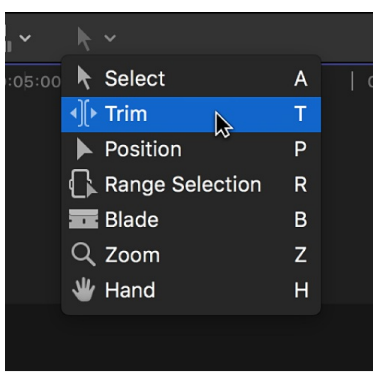 :05:00
Select A
Trim T
Position P
Range Selection R
Blade B
Zoom Z
Hand H